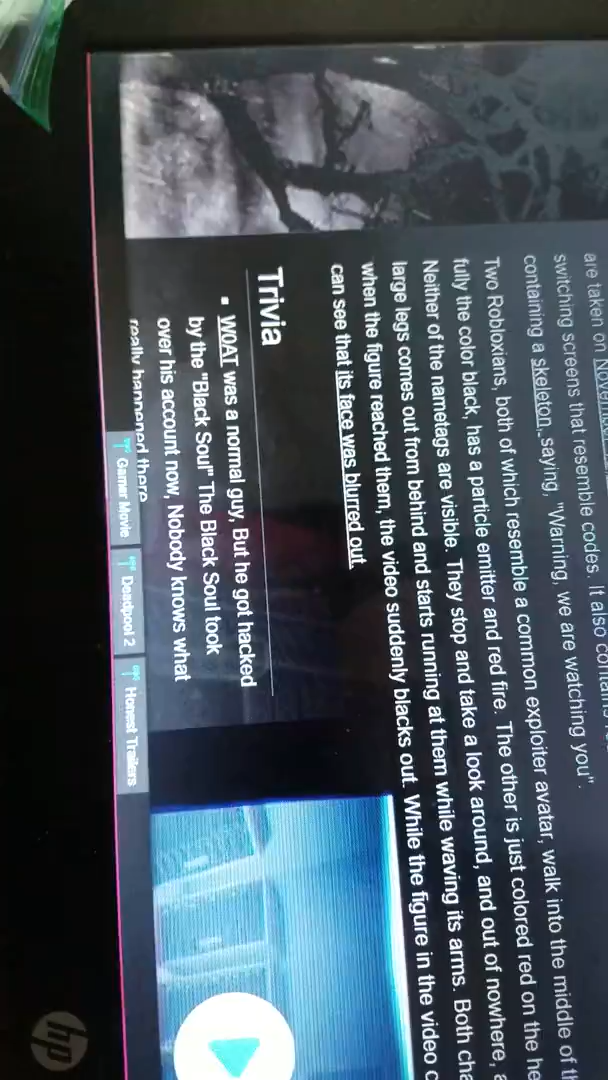 are taken on
switching screens that resemble codes. It also
containing a skeleton, saying, "Warning, we are watching you".
Two Robloxians, both of which resemble a common exploiter avatar, walk into the middle of
fully the color black, has a particle emitter and red fire. The other is just colored red on the
Neither of the nametags are visible. They stop and take a look around, and out of nowhere,
large legs comes out from behind and starts running at them while waving its arms. Both
when the figure reached them, the video suddenly blacks out. While the figure in the video
can see that its face was blurred out.
Trivia
▪ W0AT was a normal guy, But he got hacked
by the "Black Soul" The Black Soul took
over his account now, Nobody knows what
really happened there
Gamer Movie
Deadpool 2
Honest Trailers
hp